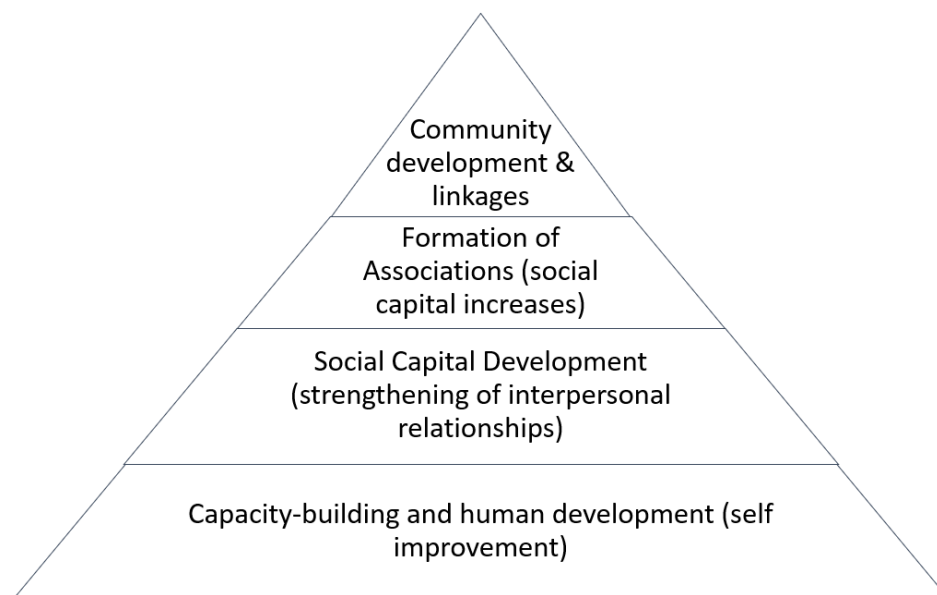 Community
development &
linkages
Formation of
Associations (social
capital increases)
Social Capital Development
(strengthening of interpersonal
relationships)
Capacity-building and human development (self
improvement)